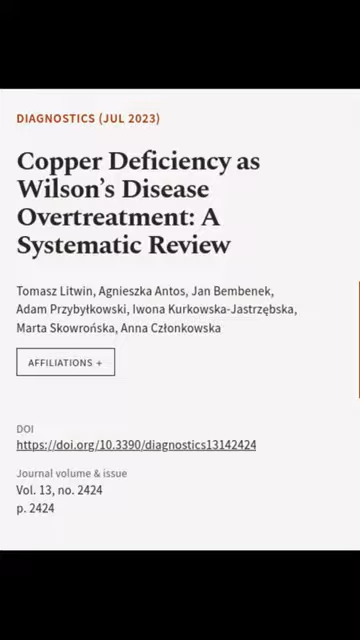 DIAGNOSTICS (JUL 2023)
Copper Deficiency as
Wilson's Disease
Overtreatment: A
Systematic Review
Tomasz Litwin, Agnieszka Antos, Jan Bembenek,
Adam Przybyłkowski, Iwona Kurkowska-Jastrzębska,
Marta Skowrońska, Anna Członkowska
AFFILIATIONS +
DOI
https://doi.org/10.3390/diagnostics13142424
Journal volume & issue
Vol. 13, no. 2424
p. 2424